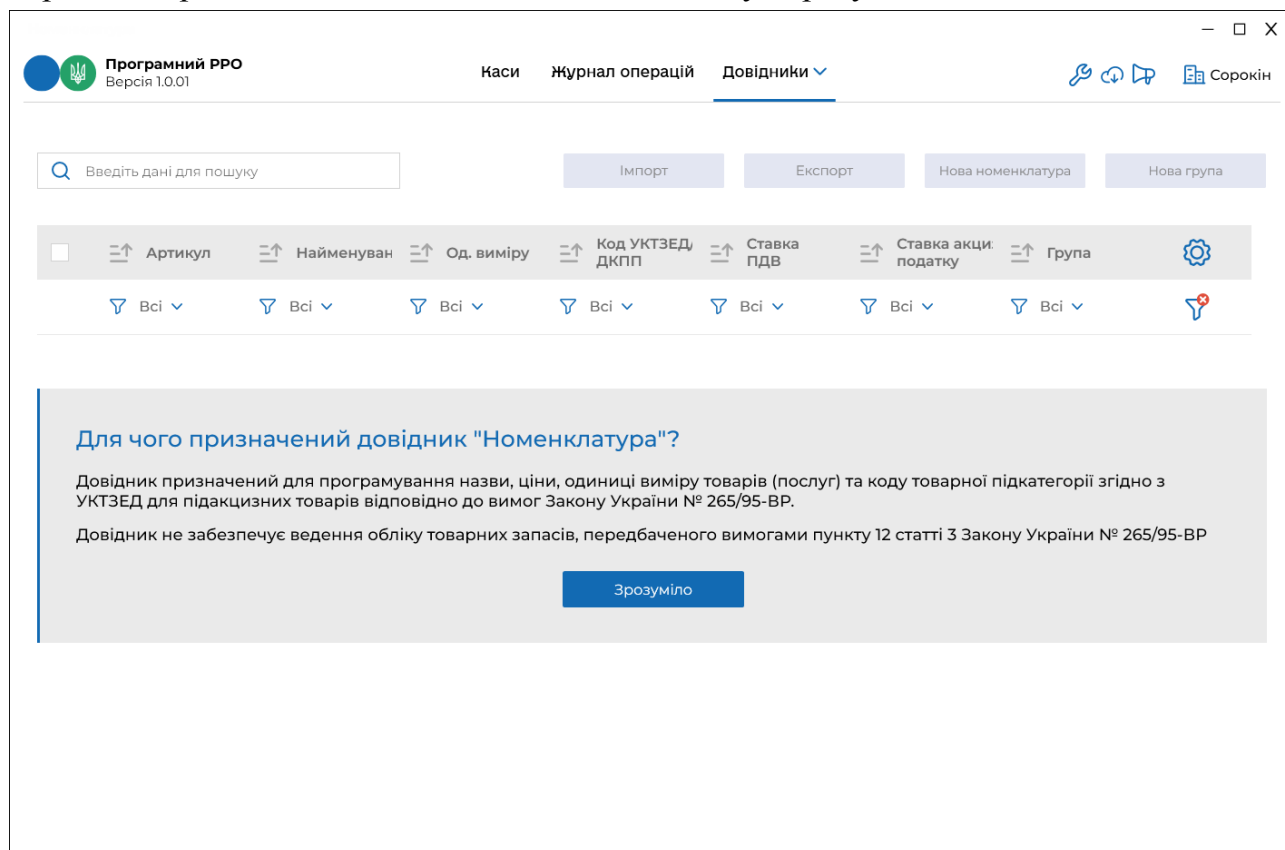 X
Програмний РРО
Версія 1.0.01
Каси Журнал операцій Довідники
Сорокін
Введіть дані для пошуку
Імпорт Експорт Нова номенклатура Нова група
Артикул Найменуван Од. виміру Код УКТЗЕД/ ДКПП Ставка ПДВ Ставка акци податку Група
Всі Всі Всі Всі Всі Всі Всі
Для чого призначений довідник "Номенклатура"?
Довідник призначений для програмування назви, ціни, одиниці виміру товарів (послуг) та коду товарної підкатегорії згідно з
УКТЗЕД для підакцизних товарів відповідно до вимог Закону України № 265/95-ВР.
Довідник не забезпечує ведення обліку товарних запасів, передбаченого вимогами пункту 12 статті 3 Закону України № 265/95-ВР
Зрозуміло